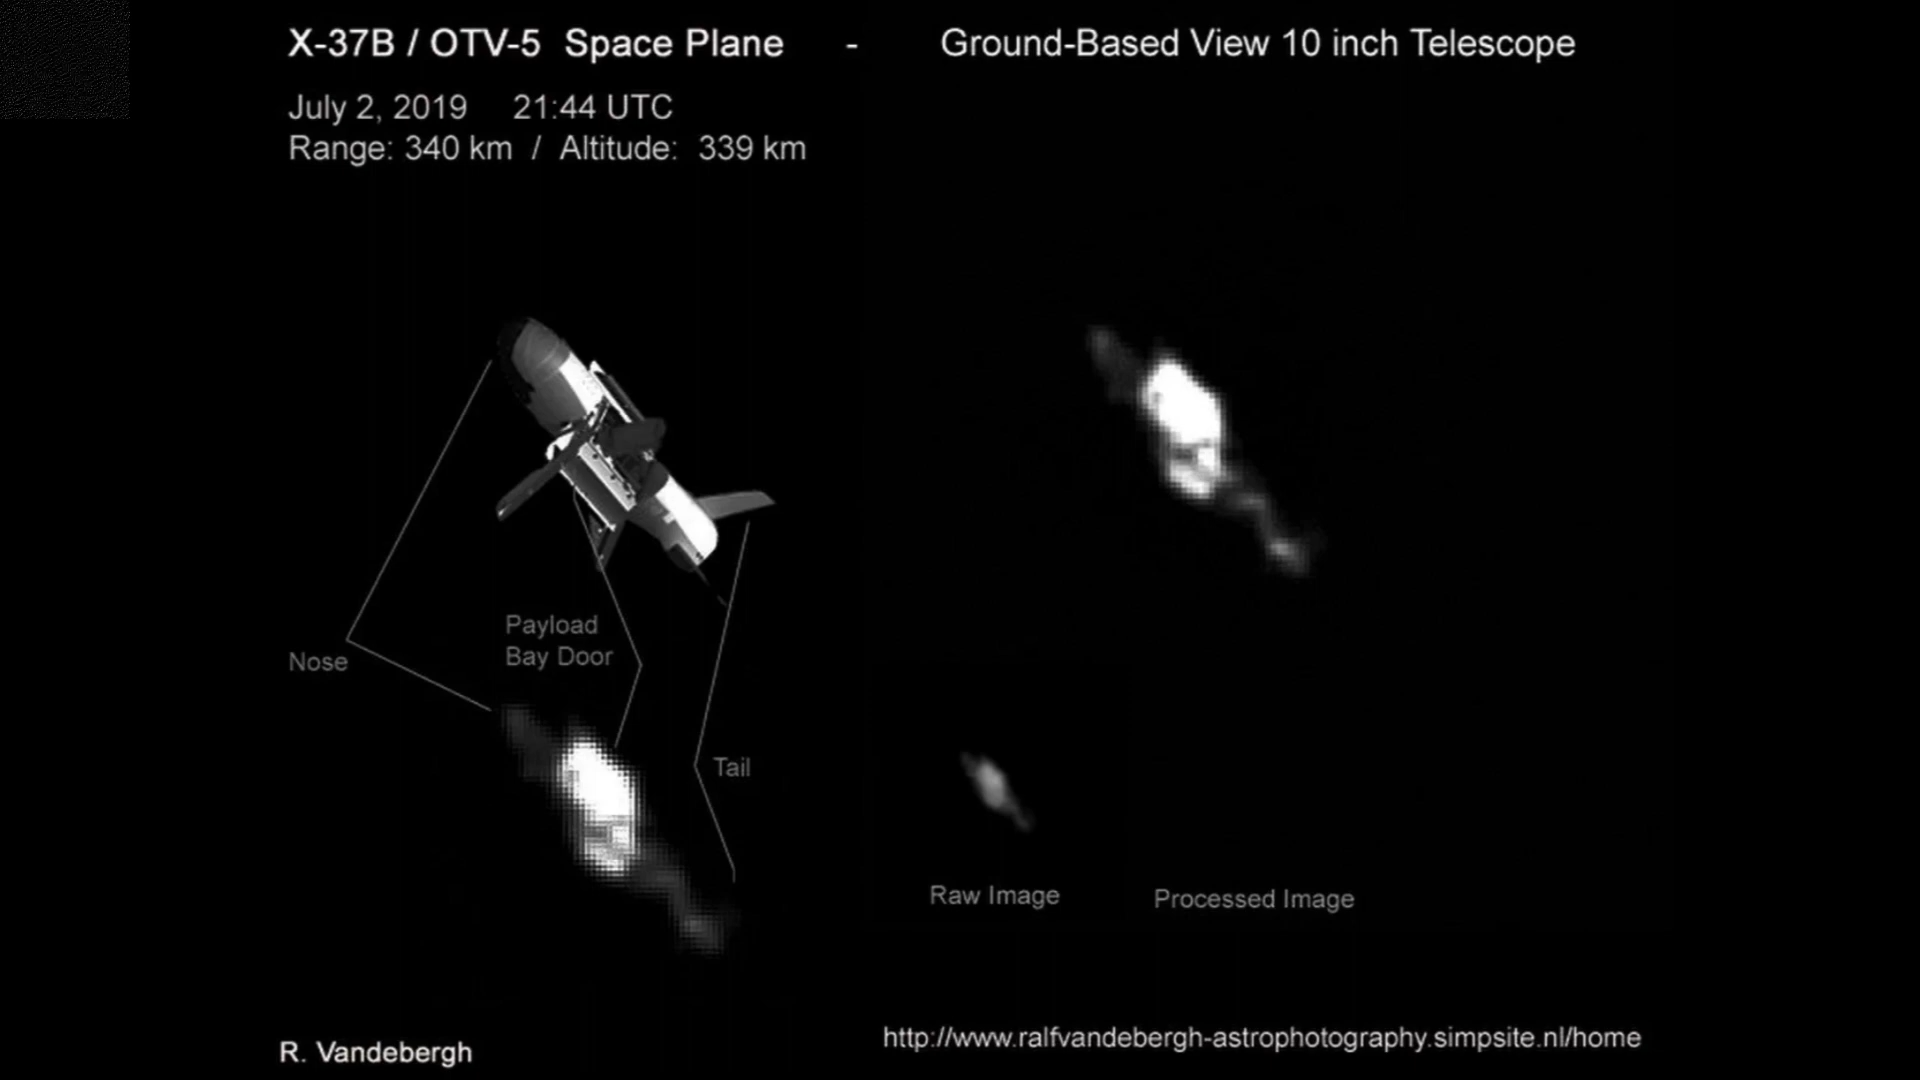 X-37B / OTV-5 Space Plane - Ground-Based View 10 inch Telescope
July 2, 2019 21:44 UTC
Range: 340 km / Altitude: 339 km
Payload
Bay Door
Nose
Tail
Raw Image
Processed Image
R. Vandebergh
http://www.ralfvandebergh-astrophotography.simpsite.nl/home